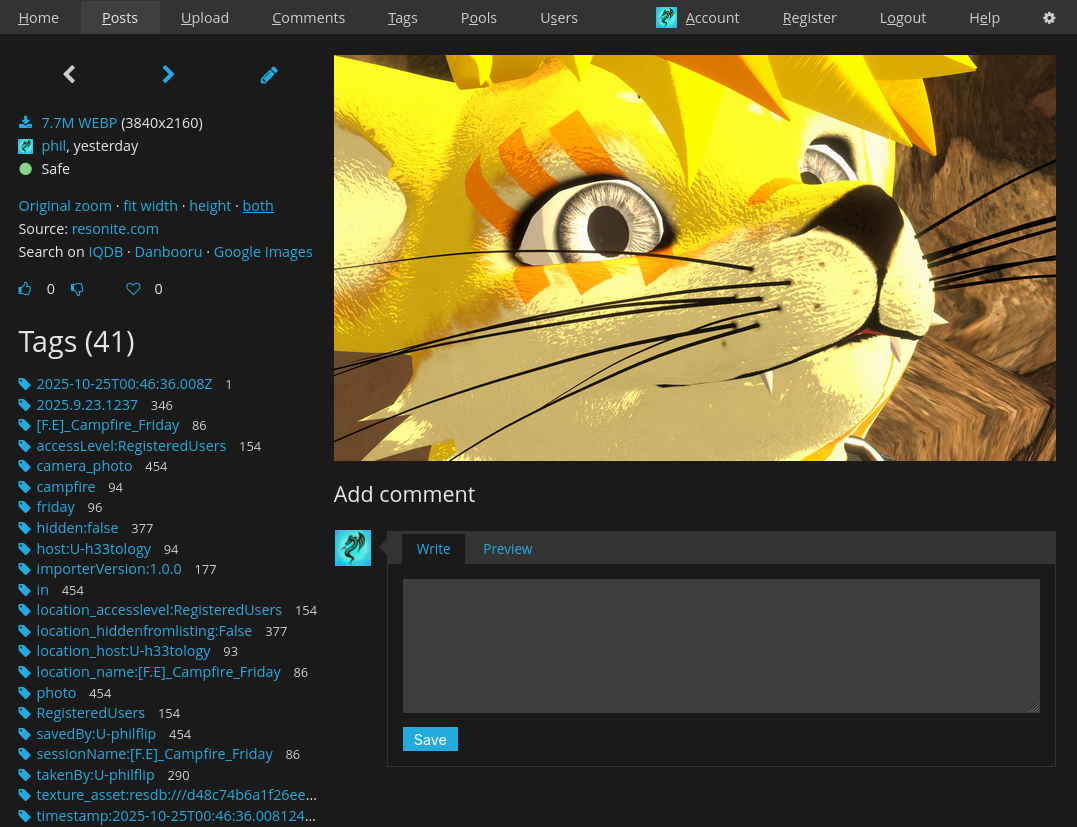 Home Posts Upload Comments Tags Pools Users Account Register Logout Help
7.7M WEBP (3840x2160)
phil, yesterday
Safe
Original zoom · fit width · height · both
Source: resonite.com
Search on IQDB · Danbooru · Google Images
0 0
Tags (41)
2025-10-25T00:46:36.008Z 1
2025.9.23.1237 346
[F.E]_Campfire_Friday 86
accessLevel:RegisteredUsers 154
camera_photo 454
campfire 94
friday 96
hidden:false 377
host:U-h33tology 94
importerVersion:1.0.0 177
in 454
location_accesslevel:RegisteredUsers 154
location_hiddenfromlisting:False 377
location_host:U-h33tology 93
location_name:[F.E]_Campfire_Friday 86
photo 454
RegisteredUsers 154
savedBy:U-philflip 454
sessionName:[F.E]_Campfire_Friday 86
takenBy:U-philflip 290
texture_asset:resdb:///d48c74b6a1f26ee...
timestamp:2025-10-25T00:46:36.008124...
Add comment
Write Preview
Save